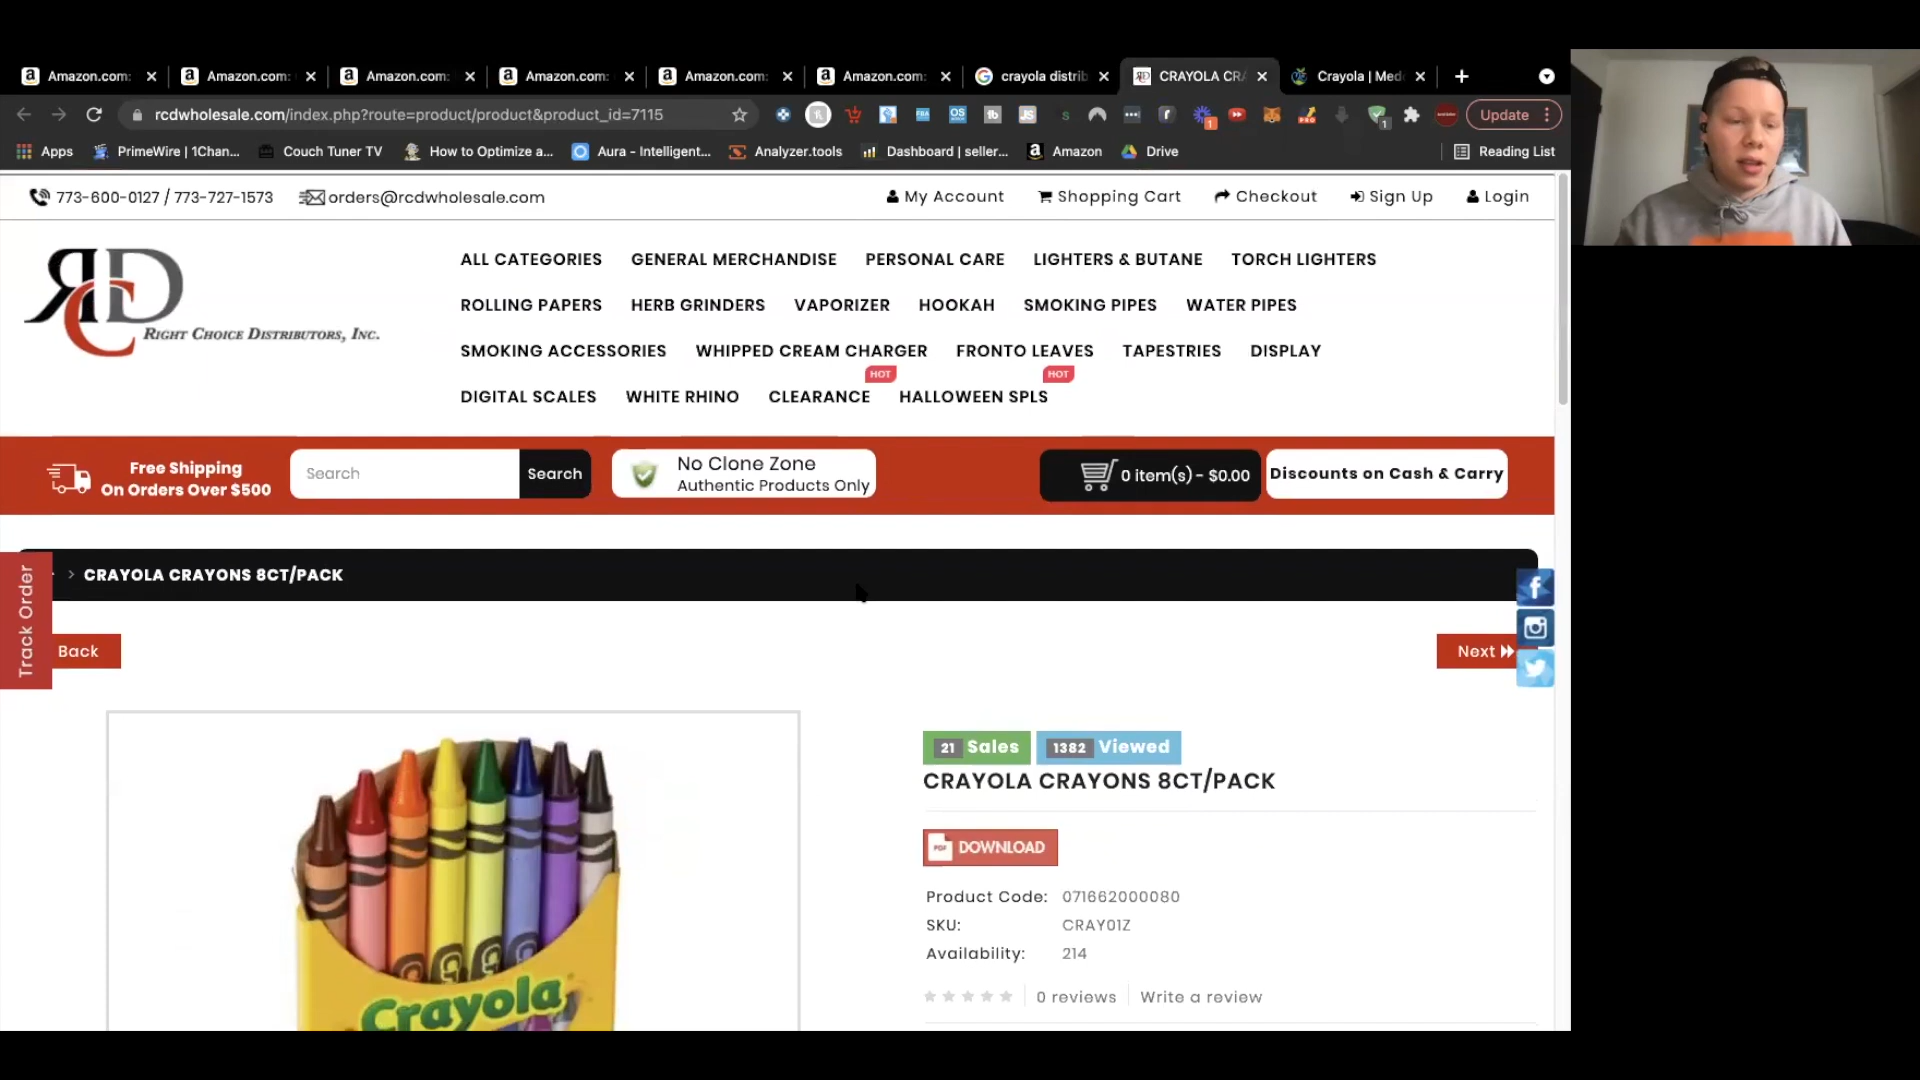 Amazon.com:
Amazon.com:
Amazon.com:
Amazon.com:
Amazon.com:
Amazon.com:
crayola distrib
CRAYOLA CRA
Crayola | Med
rcdwholesale.com/index.php?route=product/product&product_id=7115
Update
Apps
PrimeWire | 1Chan...
Couch Tuner TV
How to Optimize a...
Aura - Intelligent...
Analyzer.tools
Dashboard | seller...
Amazon
Drive
Reading List
773-600-0127 / 773-727-1573
orders@rcdwholesale.com
My Account
Shopping Cart
Checkout
Sign Up
Login
RCD
RIGHT CHOICE DISTRIBUTORS, INC.
ALL CATEGORIES GENERAL MERCHANDISE PERSONAL CARE LIGHTERS & BUTANE TORCH LIGHTERS
ROLLING PAPERS HERB GRINDERS VAPORIZER HOOKAH SMOKING PIPES WATER PIPES
SMOKING ACCESSORIES WHIPPED CREAM CHARGER FRONTO LEAVES TAPESTRIES DISPLAY
HOT HOT
DIGITAL SCALES WHITE RHINO CLEARANCE HALLOWEEN SPLS
Free Shipping
On Orders Over $500
Search
Search
No Clone Zone
Authentic Products Only
0 item(s) - $0.00
Discounts on Cash & Carry
Track Order
> CRAYOLA CRAYONS 8CT/PACK
Back
Next
21 Sales
1382 Viewed
CRAYOLA CRAYONS 8CT/PACK
PDF DOWNLOAD
Product Code: 071662000080
SKU: CRAY01Z
Availability: 214
0 reviews
Write a review
Crayola